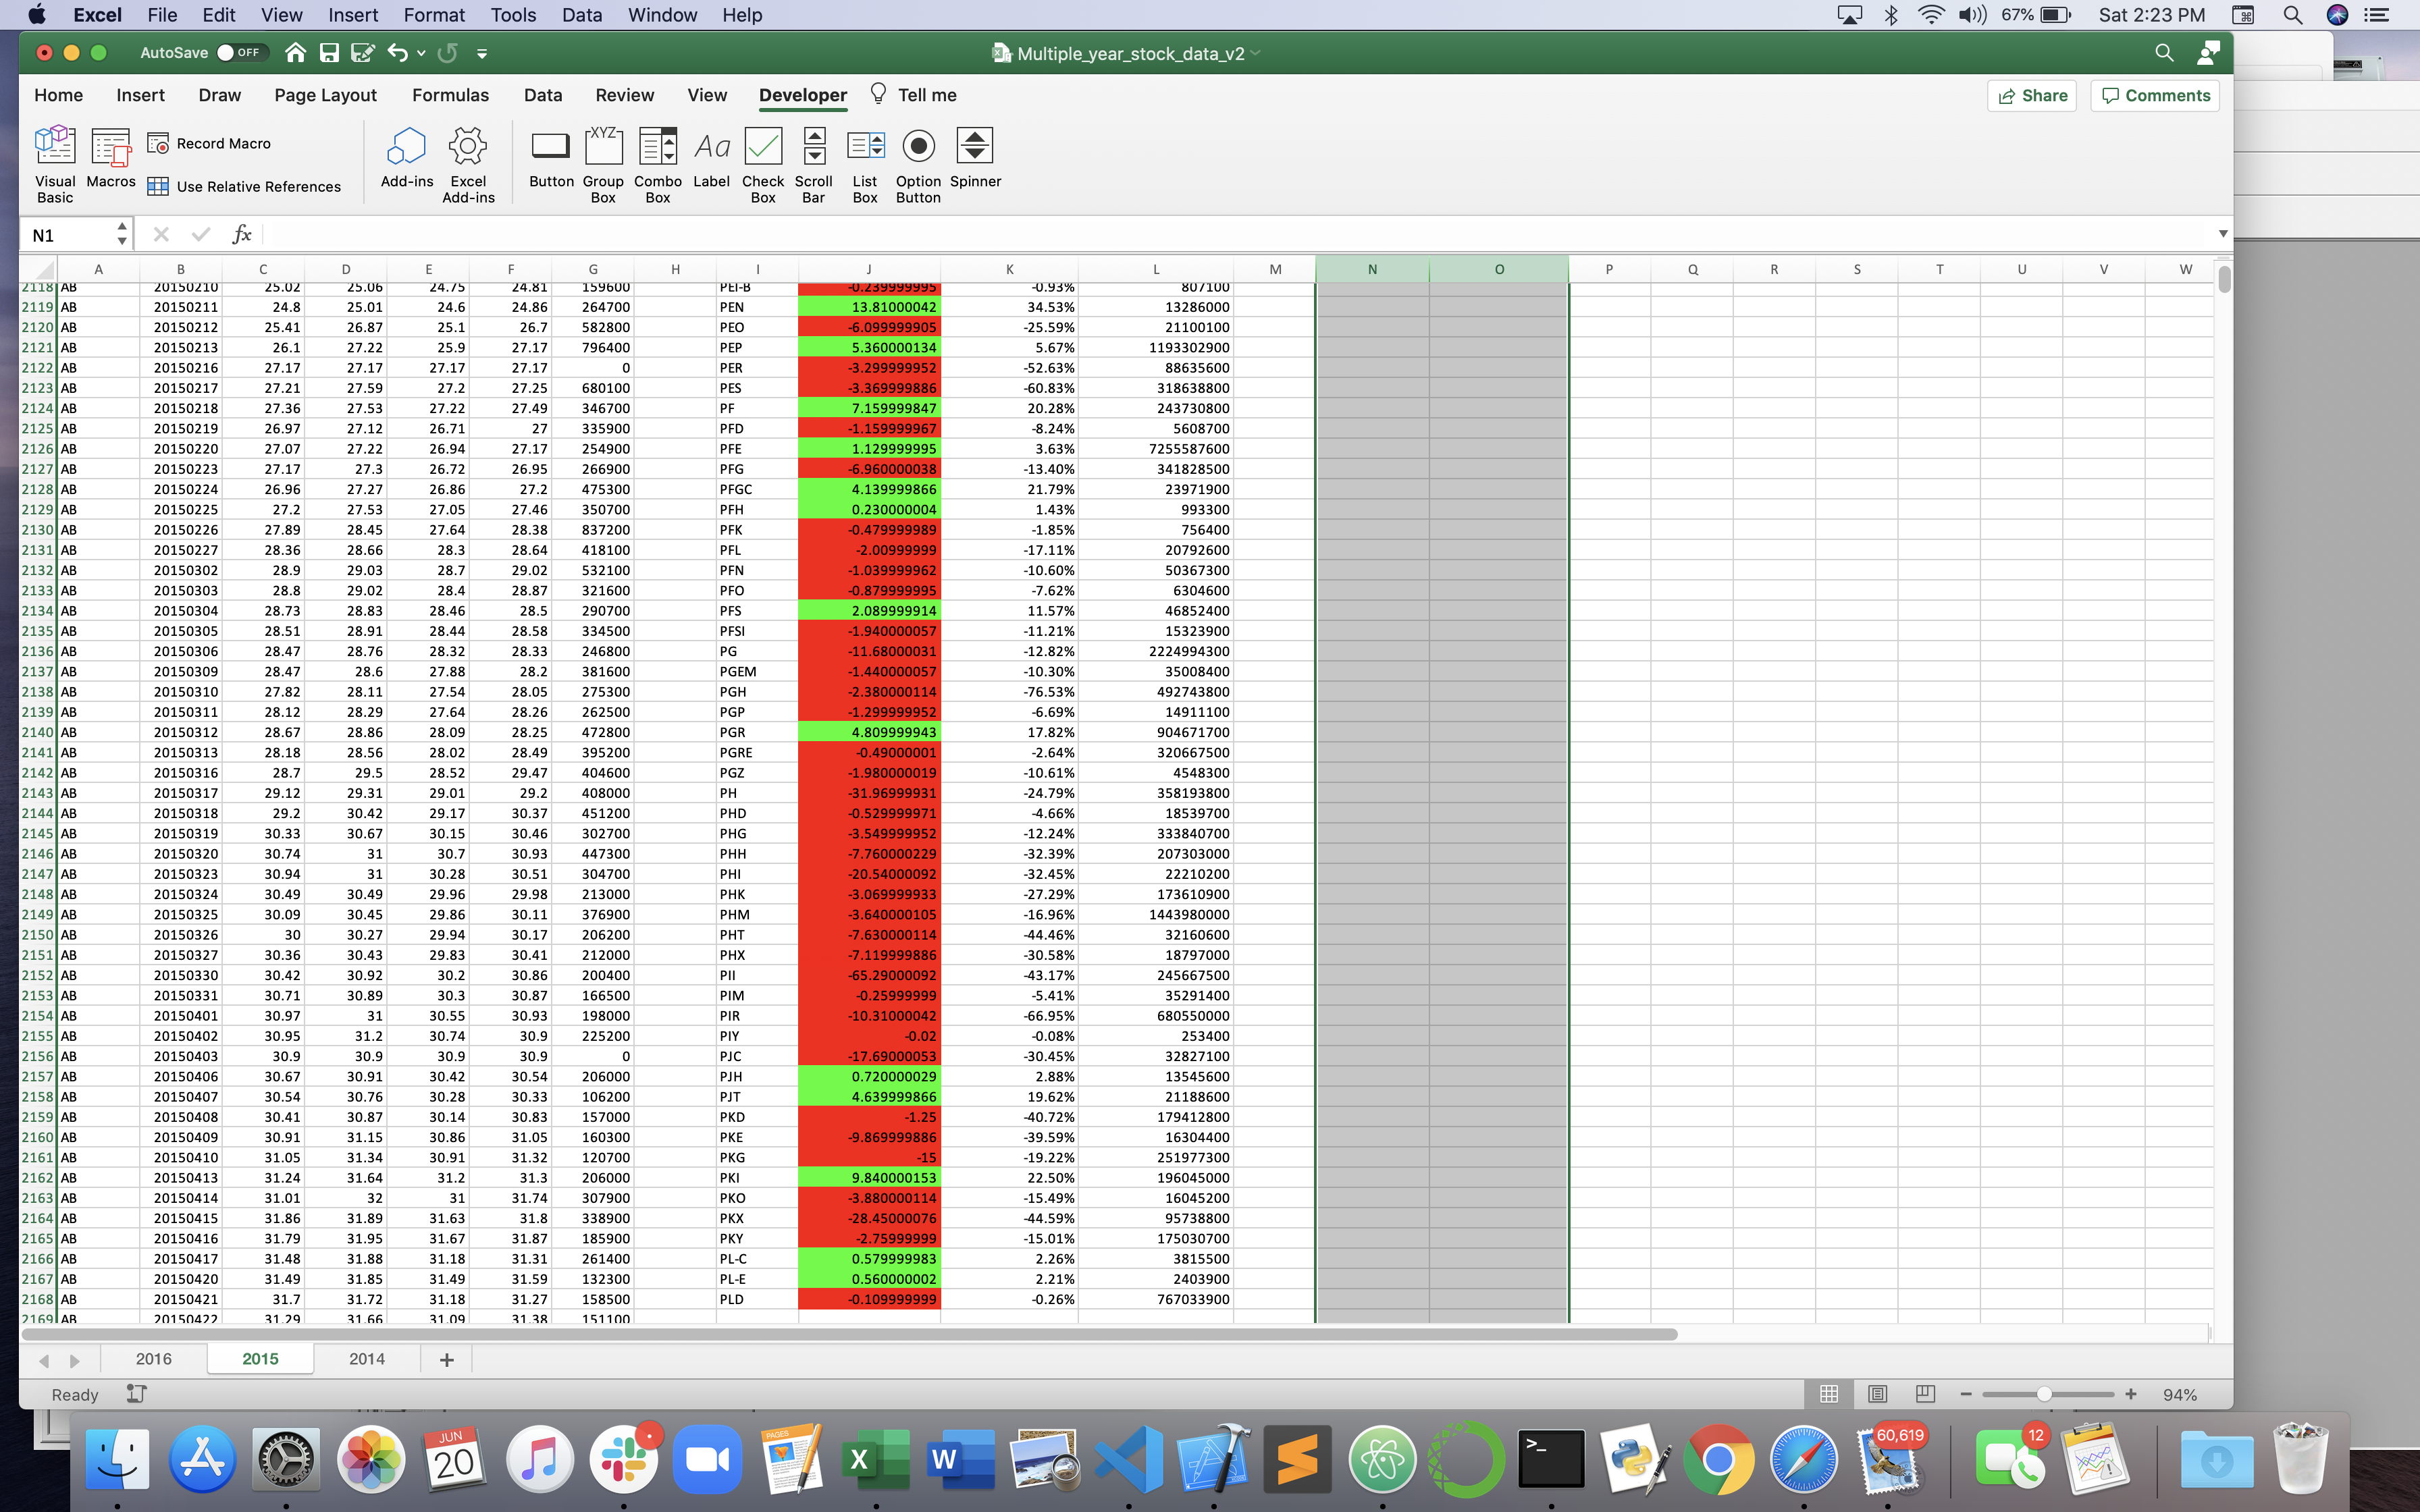 Excel File Edit View Insert Format Tools Data Window Help 67% Sat 2:23 PM
AutoSave OFF Multiple_year_stock_data_v2
Home Insert Draw Page Layout Formulas Data Review View Developer Tell me Share Comments
Visual Basic Macros Record Macro Use Relative References Add-ins Excel Add-ins Button Group Box Combo Box Label Check Box Scroll Bar List Box Option Button Spinner
N1 fx
A B C D E F G H I J K L M N O P Q R S T U V W
2118 AB 20150210 25.02 25.06 24.75 24.81 159600 PEI-B -0.239999995 -0.93% 807100
2119 AB 20150211 24.8 25.01 24.6 24.86 264700 PEN 13.81000042 34.53% 13286000
2120 AB 20150212 25.41 26.87 25.1 26.7 582800 PEO -6.099999905 -25.59% 21100100
2121 AB 20150213 26.1 27.22 25.9 27.17 796400 PEP 5.360000134 5.67% 1193302900
2122 AB 20150216 27.17 27.17 27.17 27.17 0 PER -3.299999952 -52.63% 88635600
2123 AB 20150217 27.21 27.59 27.2 27.25 680100 PES -3.369999886 -60.83% 318638800
2124 AB 20150218 27.36 27.53 27.22 27.49 346700 PF 7.159999847 20.28% 243730800
2125 AB 20150219 26.97 27.12 26.71 27 335900 PFD -1.159999967 -8.24% 5608700
2126 AB 20150220 27.07 27.22 26.94 27.17 254900 PFE 1.129999995 3.63% 7255587600
2127 AB 20150223 27.17 27.3 26.72 26.95 266900 PFG -6.960000038 -13.40% 341828500
2128 AB 20150224 26.96 27.27 26.86 27.2 475300 PFGC 4.139999866 21.79% 23971900
2129 AB 20150225 27.2 27.53 27.05 27.46 350700 PFH 0.230000004 1.43% 993300
2130 AB 20150226 27.89 28.45 27.64 28.38 837200 PFK -0.479999989 -1.85% 756400
2131 AB 20150227 28.36 28.66 28.3 28.64 418100 PFL -2.00999999 -17.11% 20792600
2132 AB 20150302 28.9 29.03 28.7 29.02 532100 PFN -1.039999962 -10.60% 50367300
2133 AB 20150303 28.8 29.02 28.4 28.87 321600 PFO -0.879999995 -7.62% 6304600
2134 AB 20150304 28.73 28.83 28.46 28.5 290700 PFS 2.089999914 11.57% 46852400
2135 AB 20150305 28.51 28.91 28.44 28.58 334500 PFSI -1.940000057 -11.21% 15323900
2136 AB 20150306 28.47 28.76 28.32 28.33 246800 PG -11.68000031 -12.82% 2224994300
2137 AB 20150309 28.47 28.6 27.88 28.2 381600 PGEM -1.440000057 -10.30% 35008400
2138 AB 20150310 27.82 28.11 27.54 28.05 275300 PGH -2.380000114 -76.53% 492743800
2139 AB 20150311 28.12 28.29 27.64 28.26 262500 PGP -1.299999952 -6.69% 14911100
2140 AB 20150312 28.67 28.86 28.09 28.25 472800 PGR 4.809999943 17.82% 904671700
2141 AB 20150313 28.18 28.56 28.02 28.49 395200 PGRE -0.49000001 -2.64% 320667500
2142 AB 20150316 28.7 29.5 28.52 29.47 404600 PGZ -1.980000019 -10.61% 4548300
2143 AB 20150317 29.12 29.31 29.01 29.2 408000 PH -31.96999931 -24.79% 358193800
2144 AB 20150318 29.2 30.42 29.17 30.37 451200 PHD -0.529999971 -4.66% 18539700
2145 AB 20150319 30.33 30.67 30.15 30.46 302700 PHG -3.549999952 -12.24% 333840700
2146 AB 20150320 30.74 31 30.7 30.93 447300 PHH -7.760000229 -32.39% 207303000
2147 AB 20150323 30.94 31 30.28 30.51 304700 PHI -20.54000092 -32.45% 22210200
2148 AB 20150324 30.49 30.49 29.96 29.98 213000 PHK -3.069999933 -27.29% 173610900
2149 AB 20150325 30.09 30.45 29.86 30.11 376900 PHM -3.640000105 -16.96% 1443980000
2150 AB 20150326 30 30.27 29.94 30.17 206200 PHT -7.630000114 -44.46% 32160600
2151 AB 20150327 30.36 30.43 29.83 30.41 212000 PHX -7.119999886 -30.58% 18797000
2152 AB 20150330 30.42 30.92 30.2 30.86 200400 PII -65.29000092 -43.17% 245667500
2153 AB 20150331 30.71 30.89 30.3 30.87 166500 PIM -0.25999999 -5.41% 35291400
2154 AB 20150401 30.97 31 30.55 30.93 198000 PIR -10.31000042 -66.95% 680550000
2155 AB 20150402 30.95 31.2 30.74 30.9 225200 PIY -0.02 -0.08% 253400
2156 AB 20150403 30.9 30.9 30.9 30.9 0 PJC -17.69000053 -30.45% 32827100
2157 AB 20150406 30.67 30.91 30.42 30.54 206000 PJH 0.720000029 2.88% 13545600
2158 AB 20150407 30.54 30.76 30.28 30.33 106200 PJT 4.639999866 19.62% 21188600
2159 AB 20150408 30.41 30.87 30.14 30.83 157000 PKD -1.25 -40.72% 179412800
2160 AB 20150409 30.91 31.15 30.86 31.05 160300 PKE -9.869999886 -39.59% 16304400
2161 AB 20150410 31.05 31.34 30.91 31.32 120700 PKG -15 -19.22% 251977300
2162 AB 20150413 31.24 31.64 31.2 31.3 206000 PKI 9.840000153 22.50% 196045000
2163 AB 20150414 31.01 32 31 31.74 307900 PKO -3.880000114 -15.49% 16045200
2164 AB 20150415 31.86 31.89 31.63 31.8 338900 PKX -28.45000076 -44.59% 95738800
2165 AB 20150416 31.79 31.95 31.67 31.87 185900 PKY -2.75999999 -15.01% 175030700
2166 AB 20150417 31.48 31.88 31.18 31.31 261400 PL-C 0.579999983 2.26% 3815500
2167 AB 20150420 31.49 31.85 31.49 31.59 132300 PL-E 0.560000002 2.21% 2403900
2168 AB 20150421 31.7 31.72 31.18 31.27 158500 PLD -0.109999999 -0.26% 767033900
2169 AB 20150422 31.29 31.66 31.09 31.38 151100
2016 2015 2014
Ready 94%
JUN 20 PAGES X W >_ 60,619 12